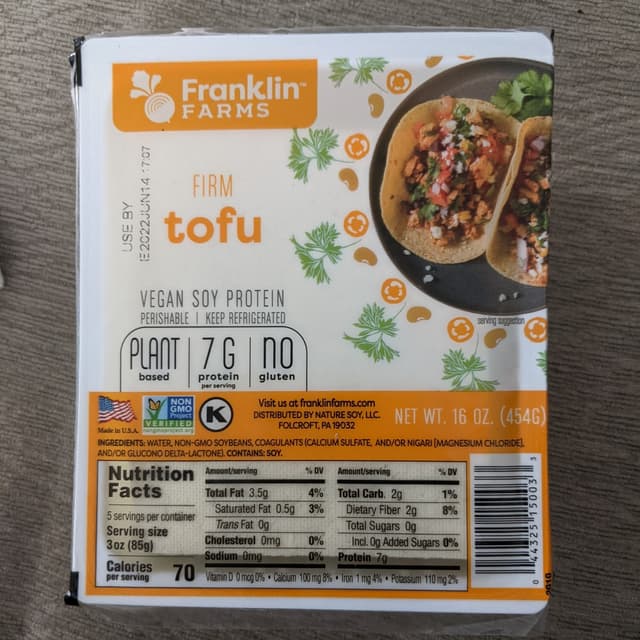 Franklin™
FARMS
USE BY
E2022JUN14 17:07
FIRM
tofu
VEGAN SOY PROTEIN
PERISHABLE | KEEP REFRIGERATED
PLANT
based
7 G
protein
per serving
NO
gluten
serving suggestion
Made in U.S.A.
NON
GMO
Project
VERIFIED
nongmoproject.org
K
Visit us at franklinfarms.com
DISTRIBUTED BY NATURE SOY, LLC.
FOLCROFT, PA 19032
NET WT. 16 OZ. (454G)
INGREDIENTS: WATER, NON-GMO SOYBEANS, COAGULANTS (CALCIUM SULFATE, AND/OR NIGARI [MAGNESIUM CHLORIDE],
AND/OR GLUCONO DELTA-LACTONE). CONTAINS: SOY.
Nutrition
Facts
5 servings per container
Serving size
3oz (85g)
Calories
per serving 70
Amount/serving % DV
Total Fat 3.5g 4%
Saturated Fat 0.5g 3%
Trans Fat 0g
Cholesterol 0mg 0%
Sodium 0mg 0%
Amount/serving % DV
Total Carb. 2g 1%
Dietary Fiber 2g 8%
Total Sugars 0g
Incl. 0g Added Sugars 0%
Protein 7g
Vitamin D 0 mcg 0% • Calcium 100 mg 8% • Iron 1 mg 4% • Potassium 110 mg 2%
0 44325 15003 3